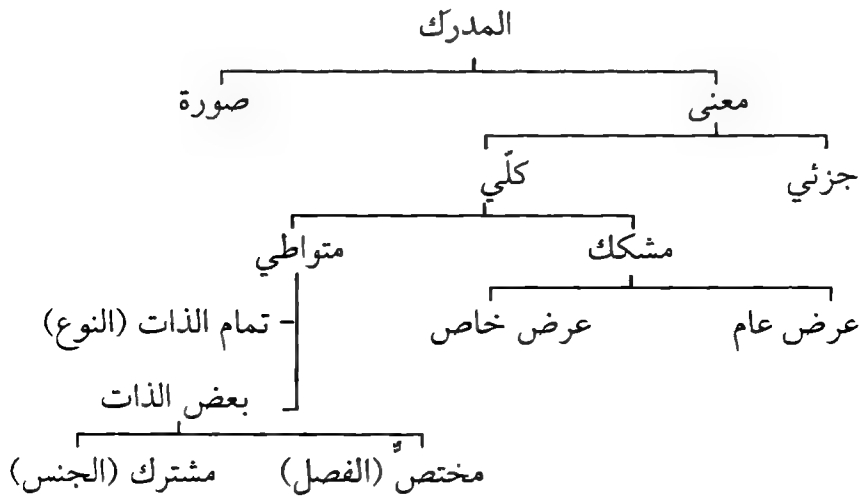 المدرَك
معنى صورة
جزئي كلّي
مشكك متواطي
عرض عام عرض خاص تمام الذات (النوع)
بعض الذات
مختصٌّ (الفصل) مشترك (الجنس)